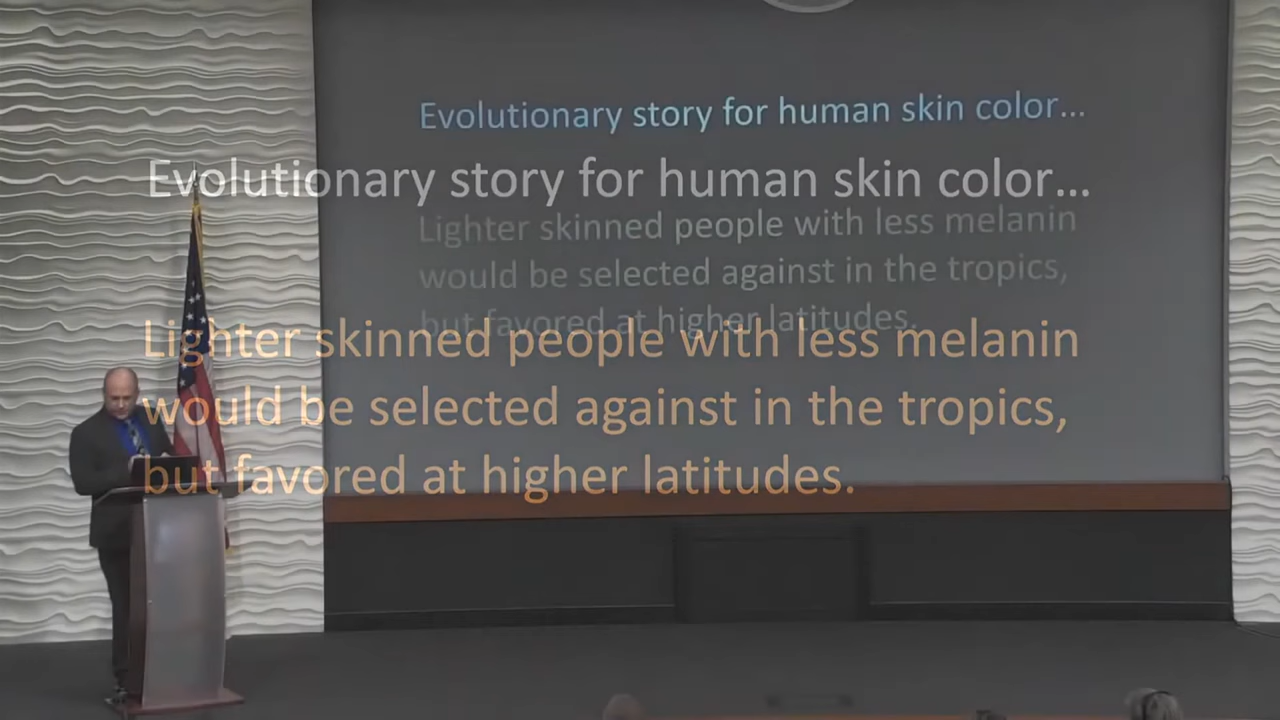 Evolutionary story for human skin color...
Evolutionary story for human skin color...
Lighter skinned people with less melanin
would be selected against in the tropics,
but favored at higher latitudes.
Lighter skinned people with less melanin
would be selected against in the tropics,
but favored at higher latitudes.